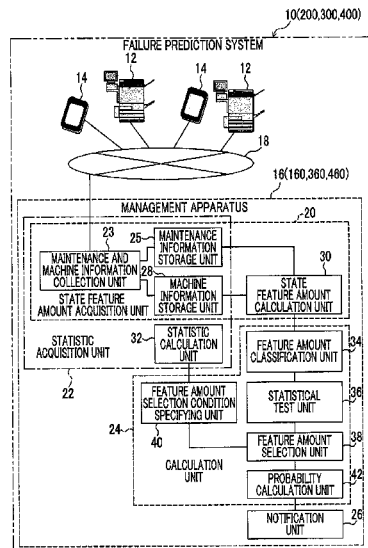 10(200,300,400)
FAILURE PREDICTION SYSTEM
14
12
14
12
18
16(160,360,460)
MANAGEMENT APPARATUS
20
23
25
MAINTENANCE
INFORMATION
STORAGE UNIT
MAINTENANCE AND
MACHINE INFORMATION
COLLECTION UNIT
28
30
MACHINE
INFORMATION
STORAGE UNIT
STATE
FEATURE AMOUNT
CALCULATION UNIT
STATE FEATURE
AMOUNT ACQUISITION UNIT
32
STATISTIC
CALCULATION
UNIT
34
FEATURE AMOUNT
CLASSIFICATION UNIT
STATISTIC
ACQUISITION UNIT
22
36
FEATURE AMOUNT
SELECTION CONDITION
SPECIFYING UNIT
STATISTICAL
TEST UNIT
24
40
38
FEATURE AMOUNT
SELECTION UNIT
CALCULATION
UNIT
42
PROBABILITY
CALCULATION UNIT
26
NOTIFICATION
UNIT